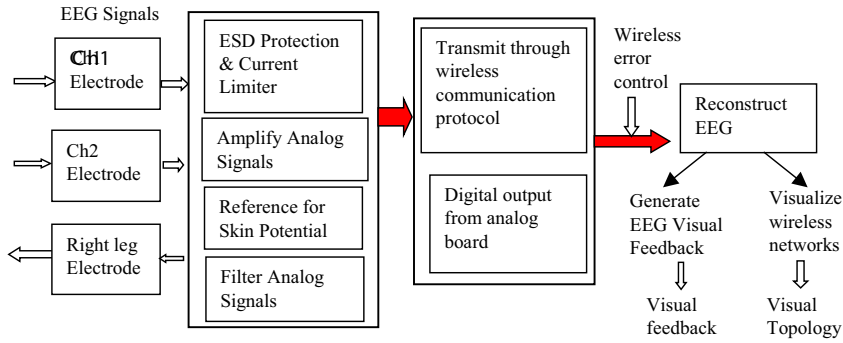 EEG Signals
Ch1
Electrode
Ch2
Electrode
Right leg
Electrode
ESD Protection
& Current
Limiter
Amplify Analog
Signals
Reference for
Skin Potential
Filter Analog
Signals
Transmit through
wireless
communication
protocol
Digital output
from analog
board
Wireless
error
control
Reconstruct
EEG
Generate
EEG Visual
Feedback
Visual
feedback
Visualize
wireless
networks
Visual
Topology